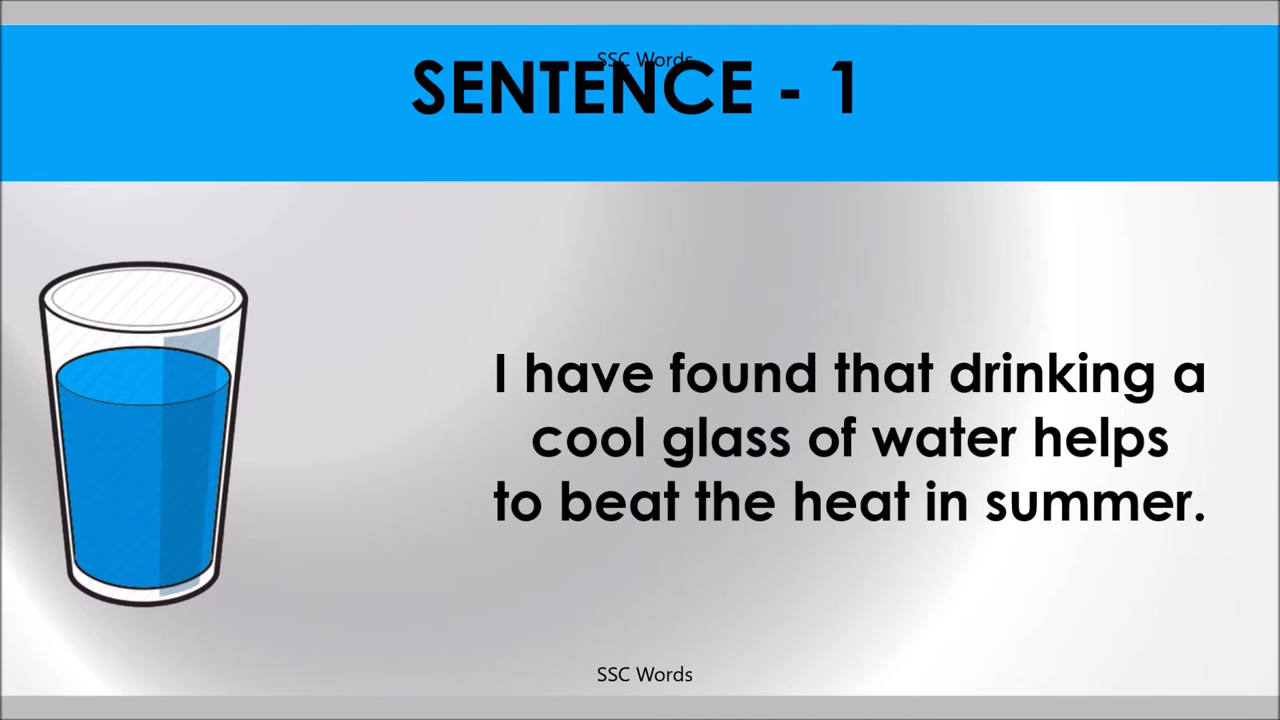 SSC Words
SENTENCE - 1
I have found that drinking a
cool glass of water helps
to beat the heat in summer.
SSC Words